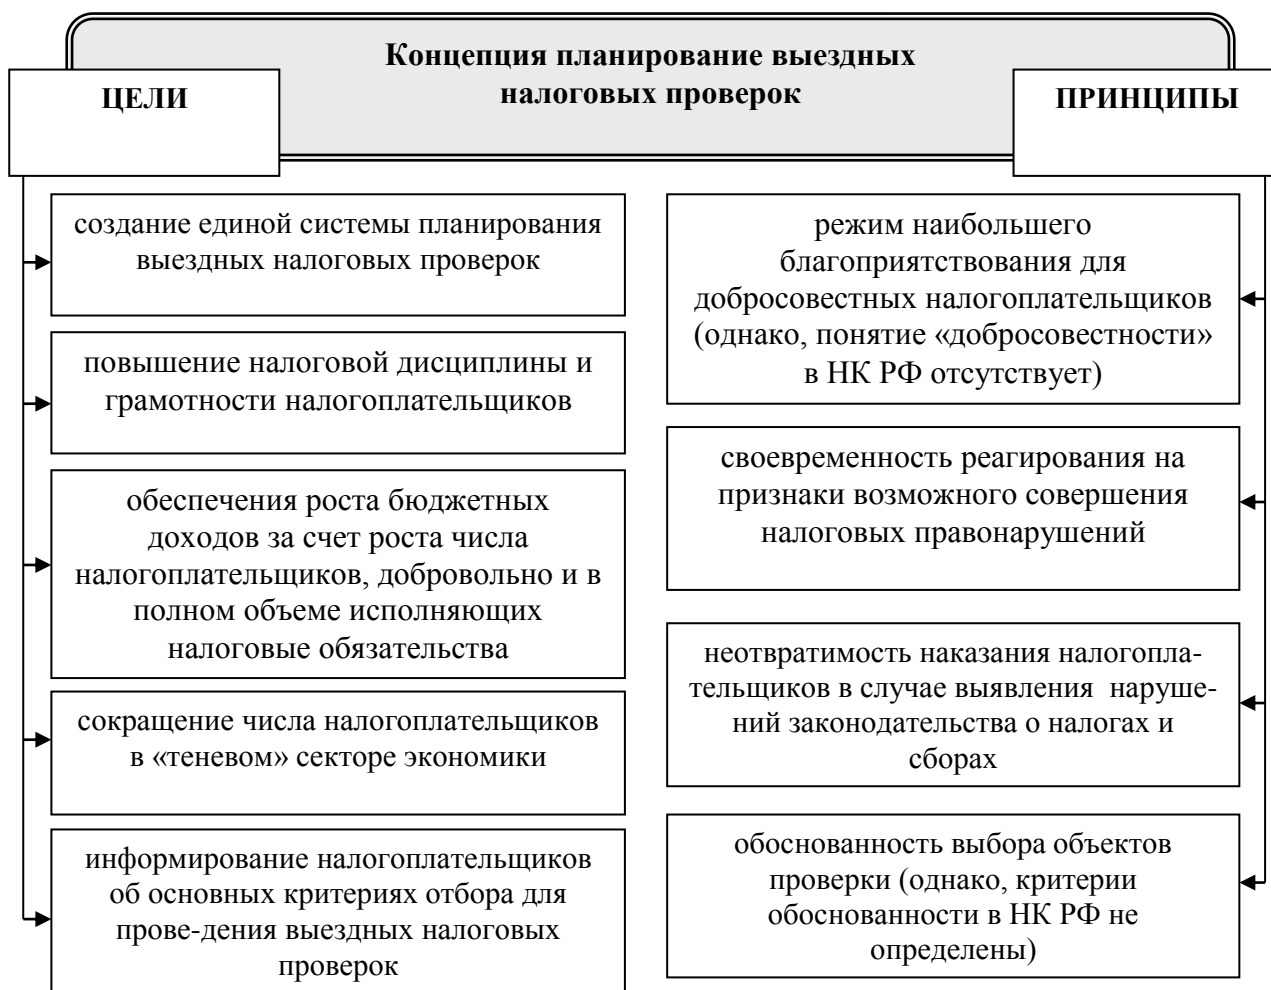 Концепция планирование выездных
налоговых проверок
ЦЕЛИ
ПРИНЦИПЫ
создание единой системы планирования
выездных налоговых проверок
повышение налоговой дисциплины и
грамотности налогоплательщиков
обеспечения роста бюджетных
доходов за счет роста числа
налогоплательщиков, добровольно и в
полном объеме исполняющих
налоговые обязательства
сокращение числа налогоплательщиков
в «теневом» секторе экономики
информирование налогоплательщиков
об основных критериях отбора для
прове-дения выездных налоговых
проверок
режим наибольшего
благоприятствования для
добросовестных налогоплательщиков
(однако, понятие «добросовестности»
в НК РФ отсутствует)
своевременность реагирования на
признаки возможного совершения
налоговых правонарушений
неотвратимость наказания налогопла-
тельщиков в случае выявления наруше-
ний законодательства о налогах и
сборах
обоснованность выбора объектов
проверки (однако, критерии
обоснованности в НК РФ не
определены)